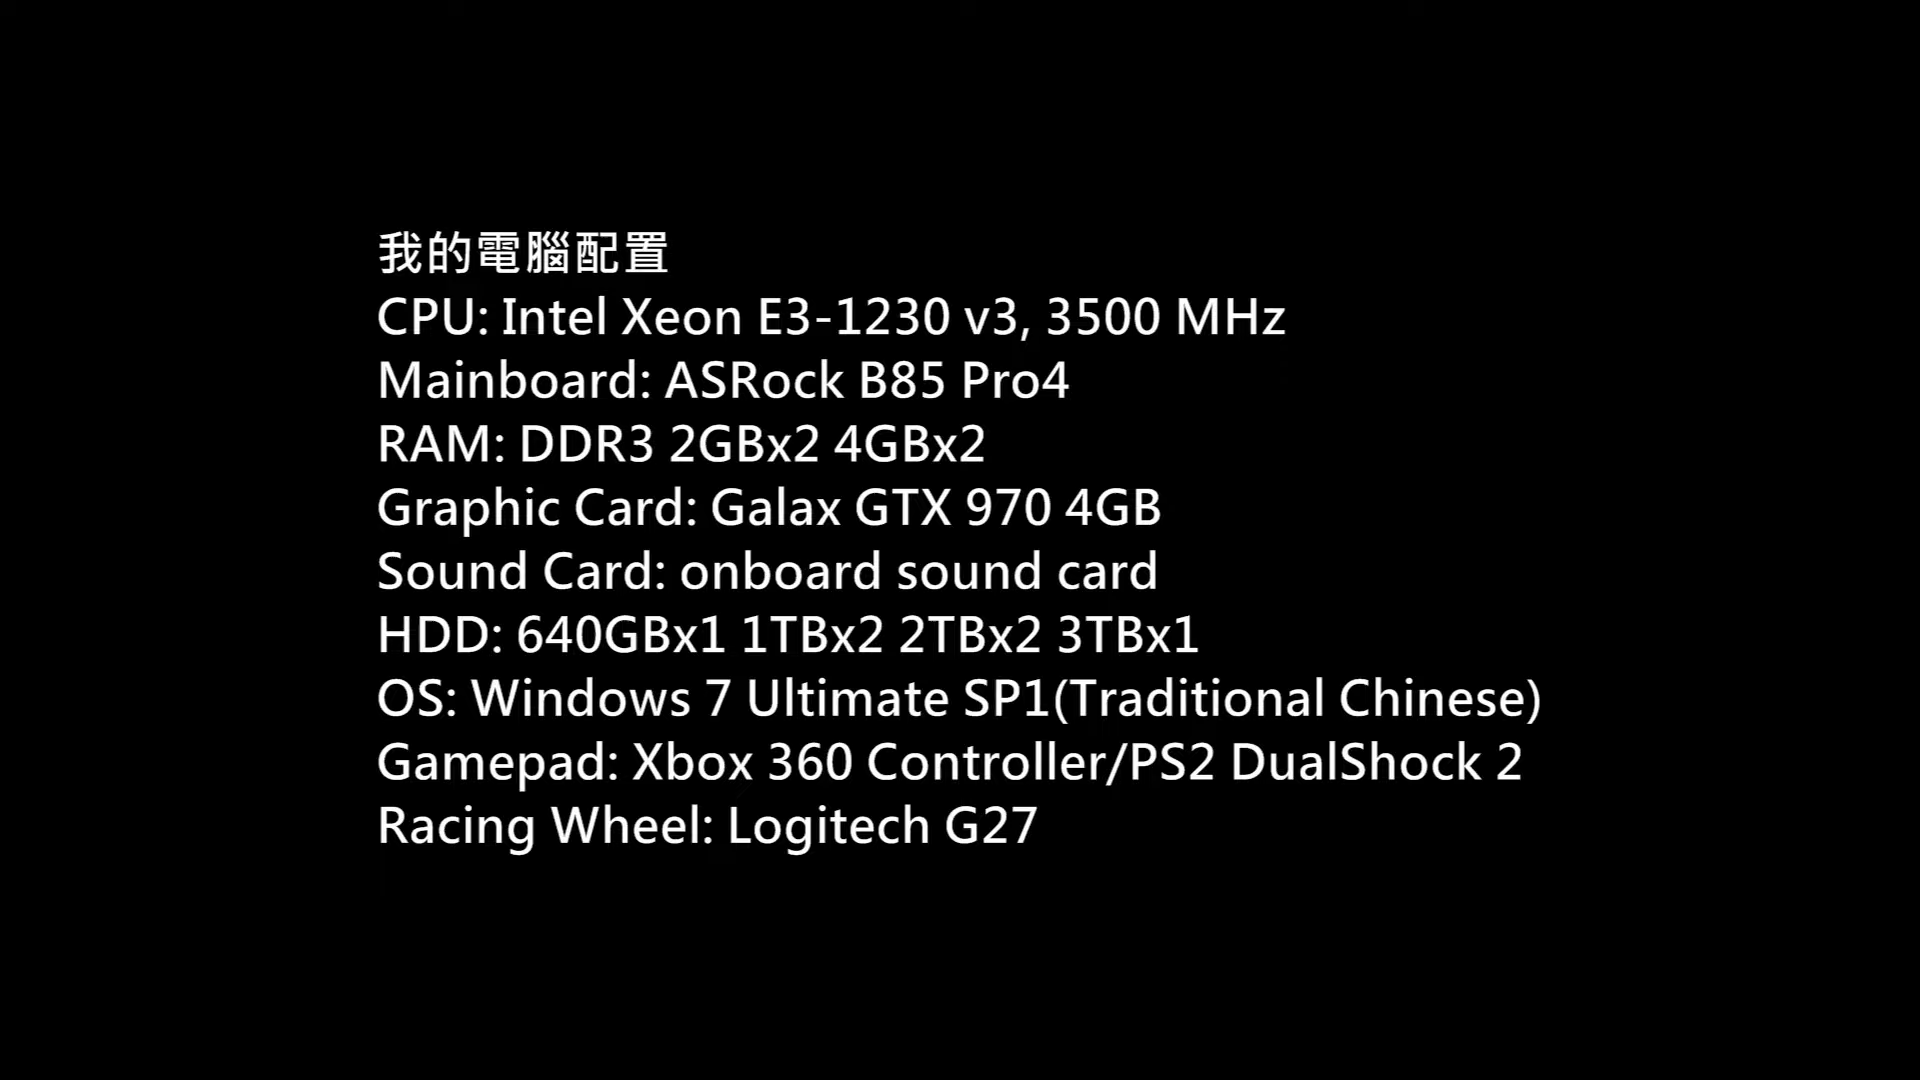 我的電腦配置
CPU: Intel Xeon E3-1230 v3, 3500 MHz
Mainboard: ASRock B85 Pro4
RAM: DDR3 2GBx2 4GBx2
Graphic Card: Galax GTX 970 4GB
Sound Card: onboard sound card
HDD: 640GBx1 1TBx2 2TBx2 3TBx1
OS: Windows 7 Ultimate SP1(Traditional Chinese)
Gamepad: Xbox 360 Controller/PS2 DualShock 2
Racing Wheel: Logitech G27